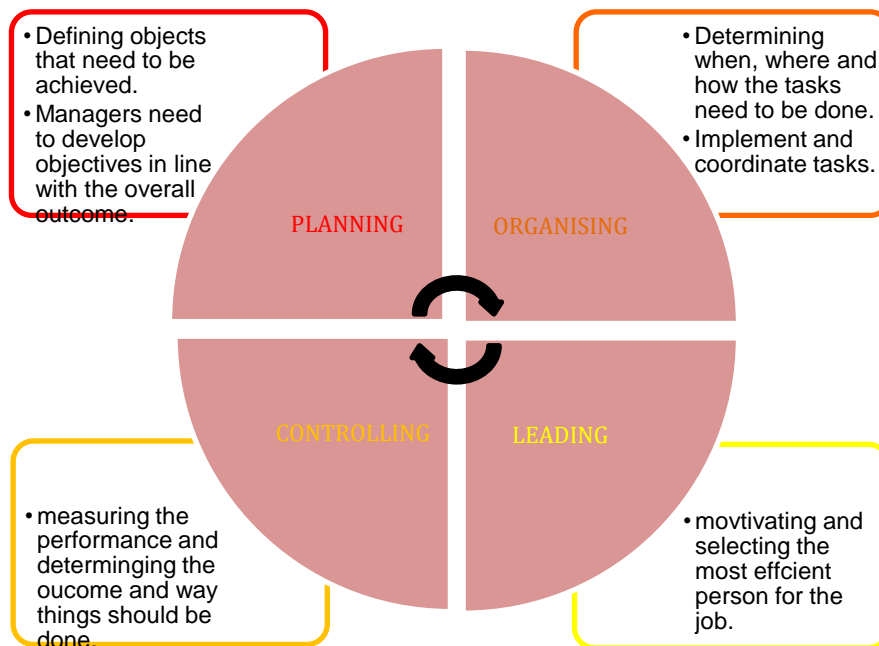 • Defining objects
that need to be
achieved.
• Managers need
to develop
objectives in line
with the overall
outcome.
• Determining
when, where and
how the tasks
need to be done.
• Implement and
coordinate tasks.
PLANNING
ORGANISING
CONTROLLING
LEADING
• measuring the
performance and
determinging the
oucome and way
things should be
done.
• movtivating and
selecting the
most effcient
person for the
job.